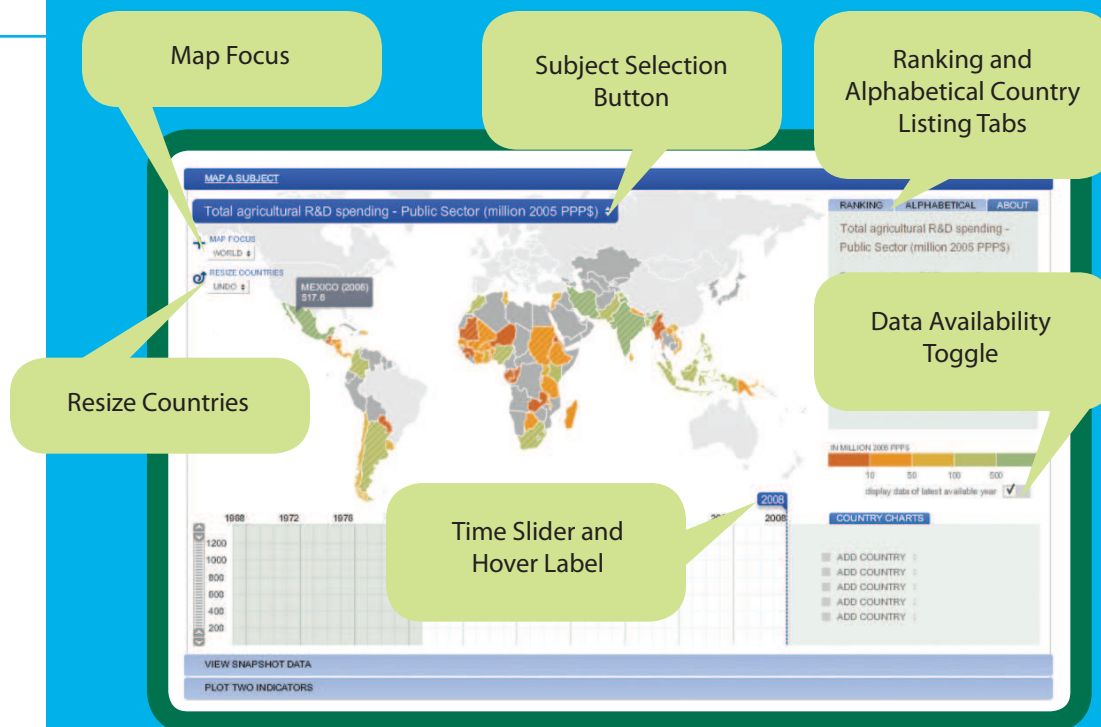 Map Focus
Subject Selection
Button
Ranking and
Alphabetical Country
Listing Tabs
MAP A SUBJECT
Total agricultural R&D spending - Public Sector (million 2005 PPP$)
MAP FOCUS
WORLD
RESIZE COUNTRIES
UNDO
MEXICO (2006)
517.6
RANKING ALPHABETICAL ABOUT
Total agricultural R&D spending -
Public Sector (million 2005 PPP$)
Data Availability
Toggle
Resize Countries
IN MILLION 2005 PPP$
10 50 100 500
display data of latest available year
2008
1968 1972 1976 2008
Time Slider and
Hover Label
1200
1000
800
600
400
200
COUNTRY CHARTS
ADD COUNTRY
ADD COUNTRY
ADD COUNTRY
ADD COUNTRY
ADD COUNTRY
VIEW SNAPSHOT DATA
PLOT TWO INDICATORS